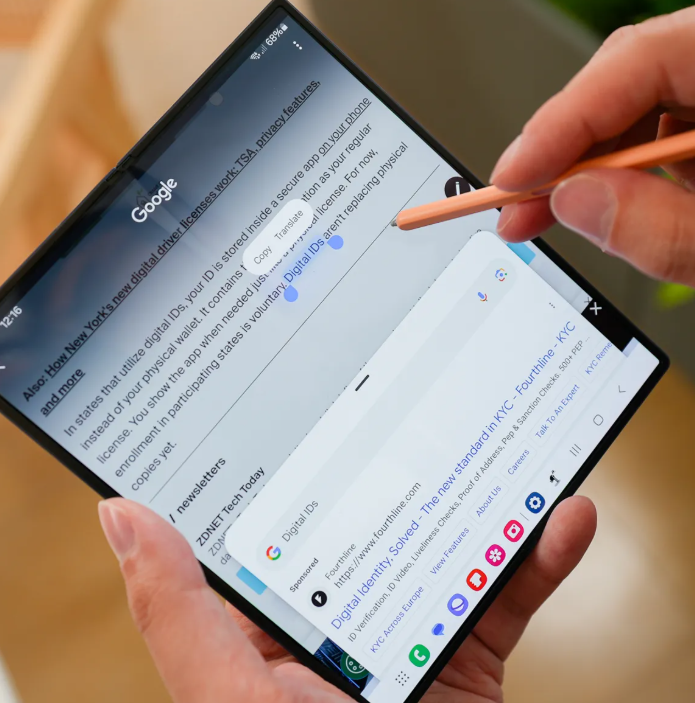 12:16
68%
Google
Also: How New York's new digital driver licenses work: TSA, privacy features,
and more
In states that utilize digital IDs, your ID is stored inside a secure app on your phone
instead of your physical wallet. It contains tion as your regular
license. You show the app when needed just like a physical license. For now,
enrollment in participating states is voluntary. Digital IDs aren't replacing physical
copies yet.
Copy Translate
/ newsletters
ZDNET Tech Today
Digital IDs
Sponsored
Fourthline
https://www.fourthline.com
Digital Identity, Solved - The new standard in KYC - Fourthline - KYC
ID Verification, ID Video, Liveliness Checks, Proof of Address, Pep & Sanction Checks. 500+ PEP...
KYC Across Europe View Features About Us Careers Talk To An Expert KYC